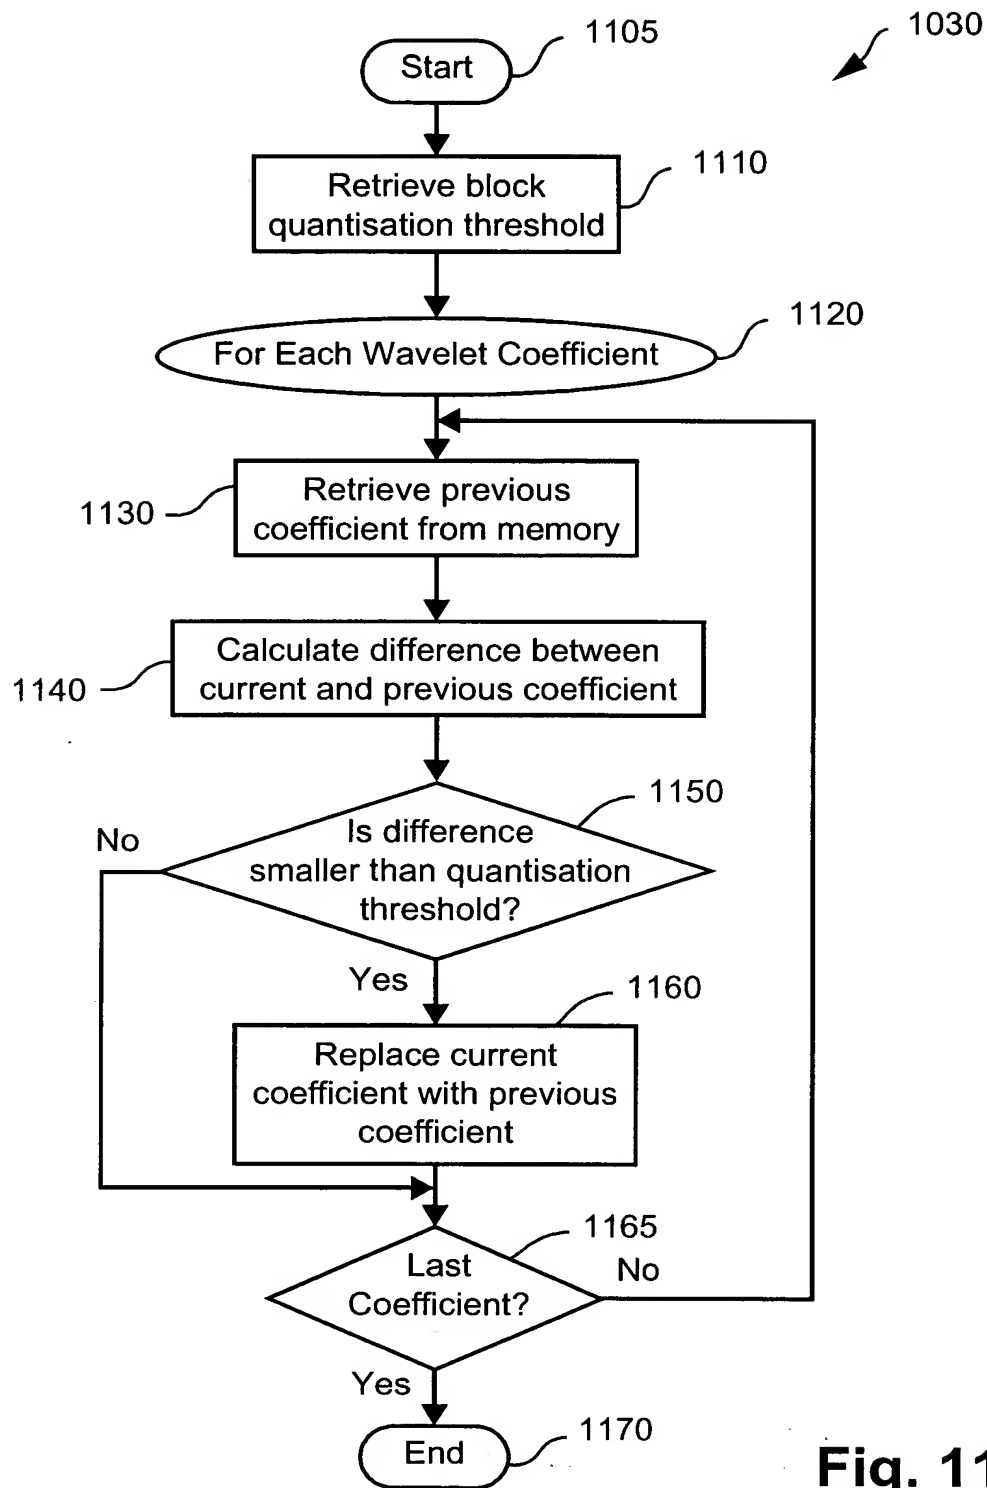 1030
1105
Start
1110
Retrieve block
quantisation threshold
1120
For Each Wavelet Coefficient
1130
Retrieve previous
coefficient from memory
1140
Calculate difference between
current and previous coefficient
1150
Is difference
smaller than quantisation
threshold?
No
Yes
1160
Replace current
coefficient with previous
coefficient
1165
Last
Coefficient?
No
Yes
End
1170
Fig. 11